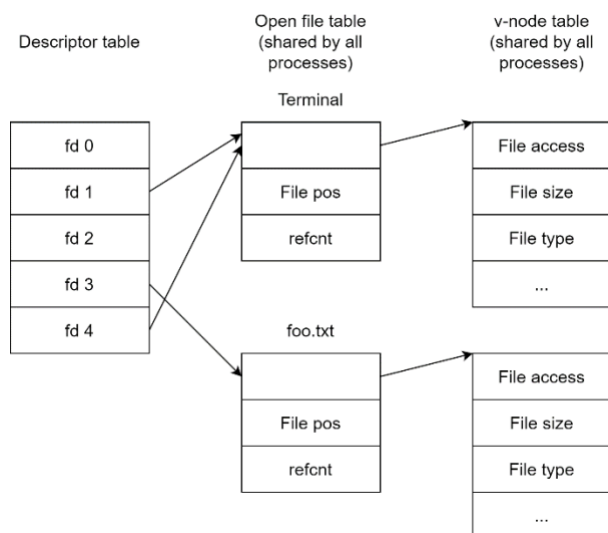 Descriptor table
Open file table
(shared by all
processes)
v-node table
(shared by all
processes)
Terminal
fd 0
fd 1
fd 2
fd 3
fd 4
File pos
refcnt
File access
File size
File type
...
foo.txt
File pos
refcnt
File access
File size
File type
...